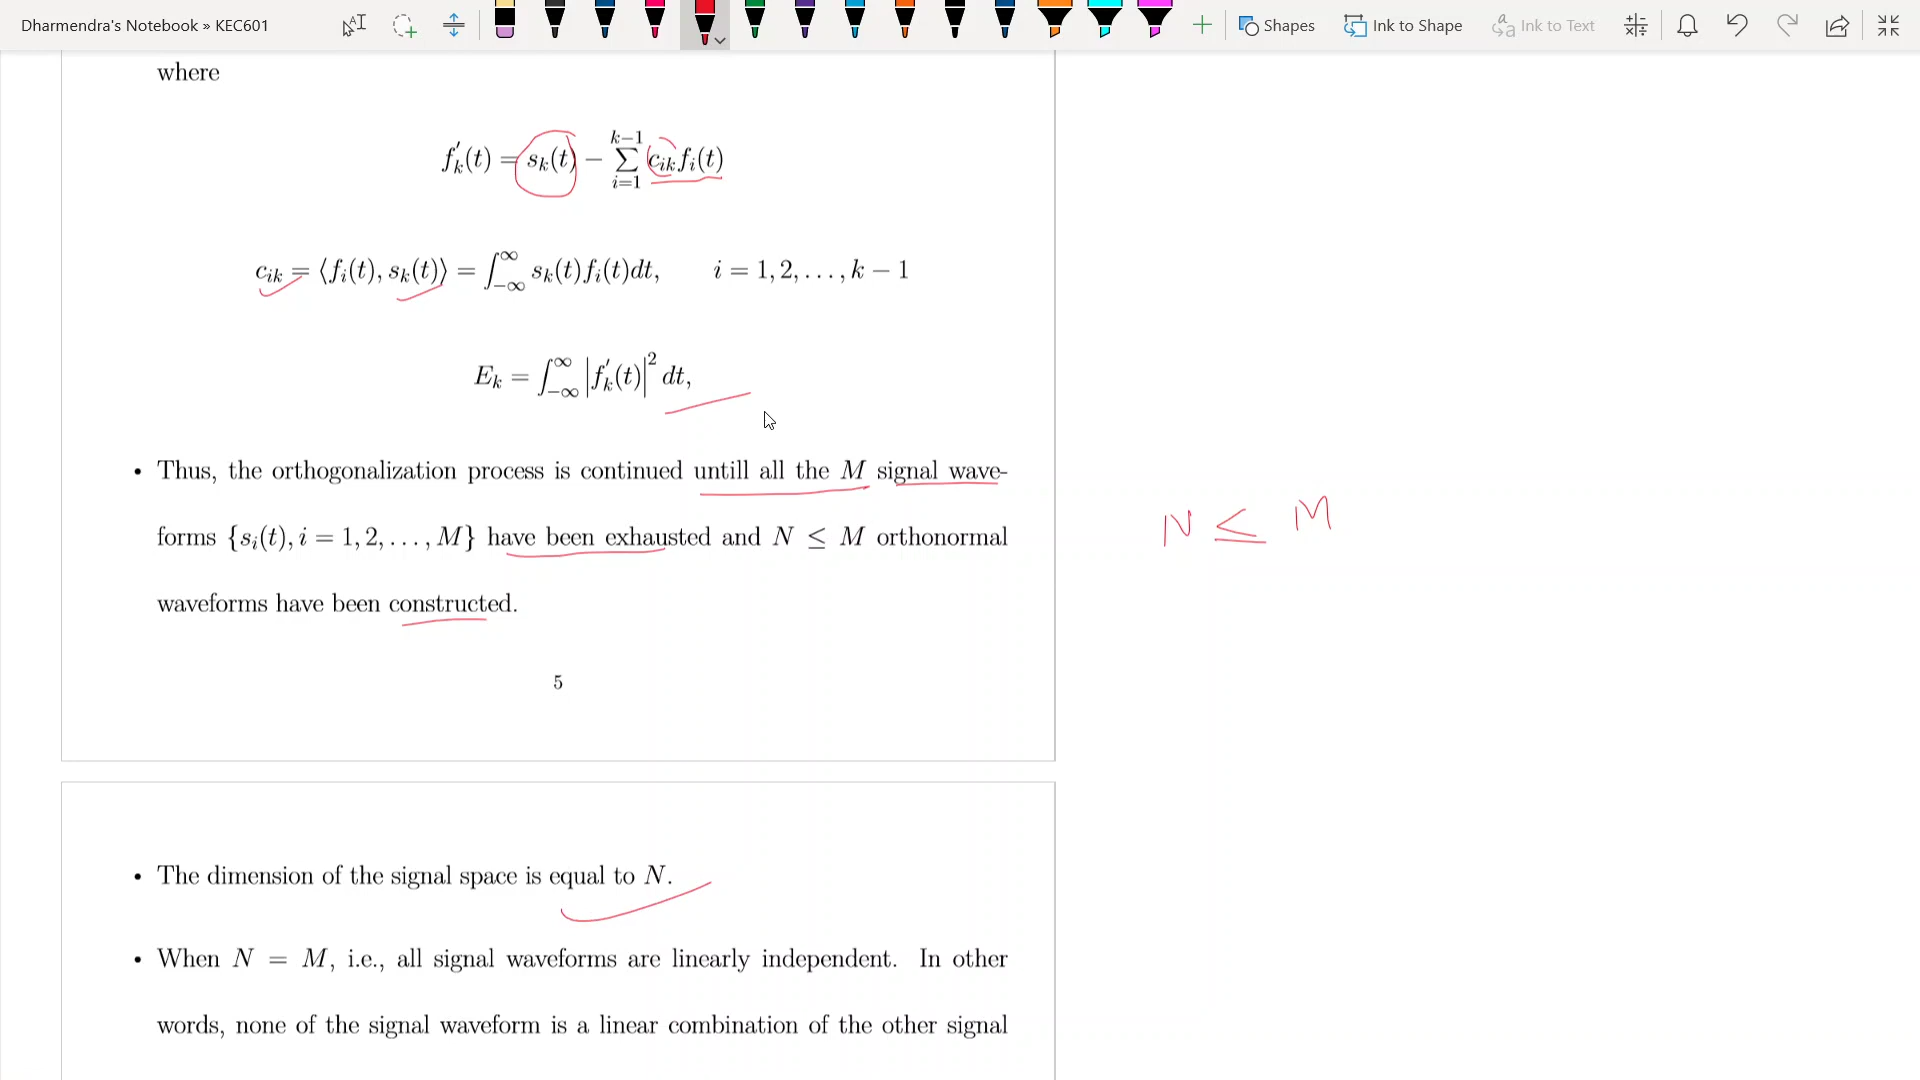 Dharmendra's Notebook » KEC601
Shapes
Ink to Shape
Ink to Text
where
f′ₖ(t) = sₖ(t) − ∑ᵢ₌₁ᵏ⁻¹ cᵢₖfᵢ(t)
cᵢₖ = ⟨fᵢ(t), sₖ(t)⟩ = ∫₋∞^∞ sₖ(t)fᵢ(t)dt, i = 1, 2, . . . , k − 1
Eₖ = ∫₋∞^∞ |f′ₖ(t)|² dt,
• Thus, the orthogonalization process is continued untill all the M signal wave-
forms {sᵢ(t), i = 1, 2, . . . , M} have been exhausted and N ≤ M orthonormal
N ≤ M
waveforms have been constructed.
5
• The dimension of the signal space is equal to N.
• When N = M, i.e., all signal waveforms are linearly independent. In other
words, none of the signal waveform is a linear combination of the other signal